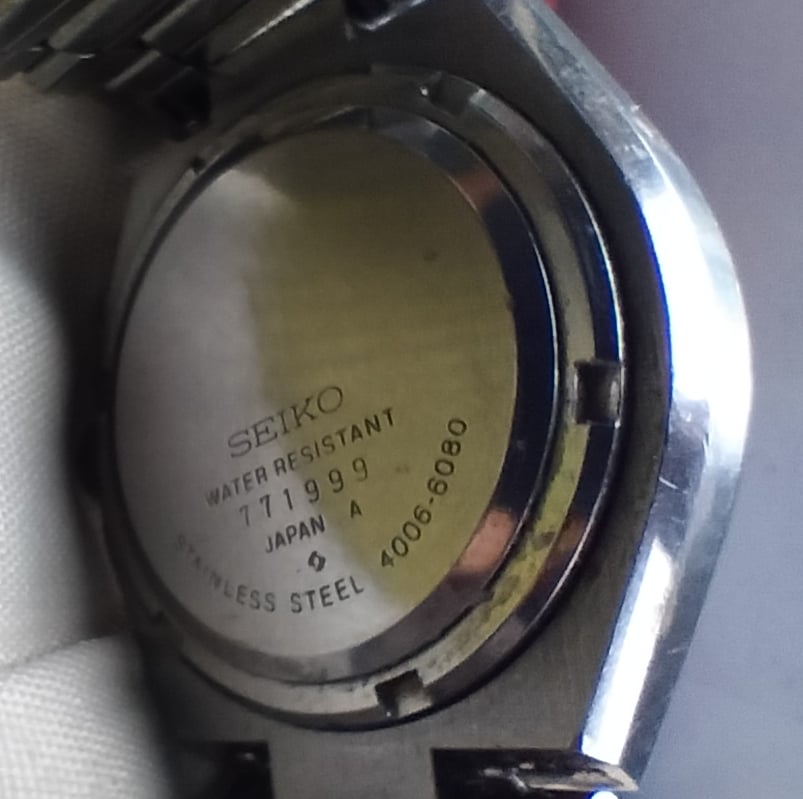 SEIKO
WATER RESISTANT
771999
JAPAN A
STAINLESS STEEL 4006-6080